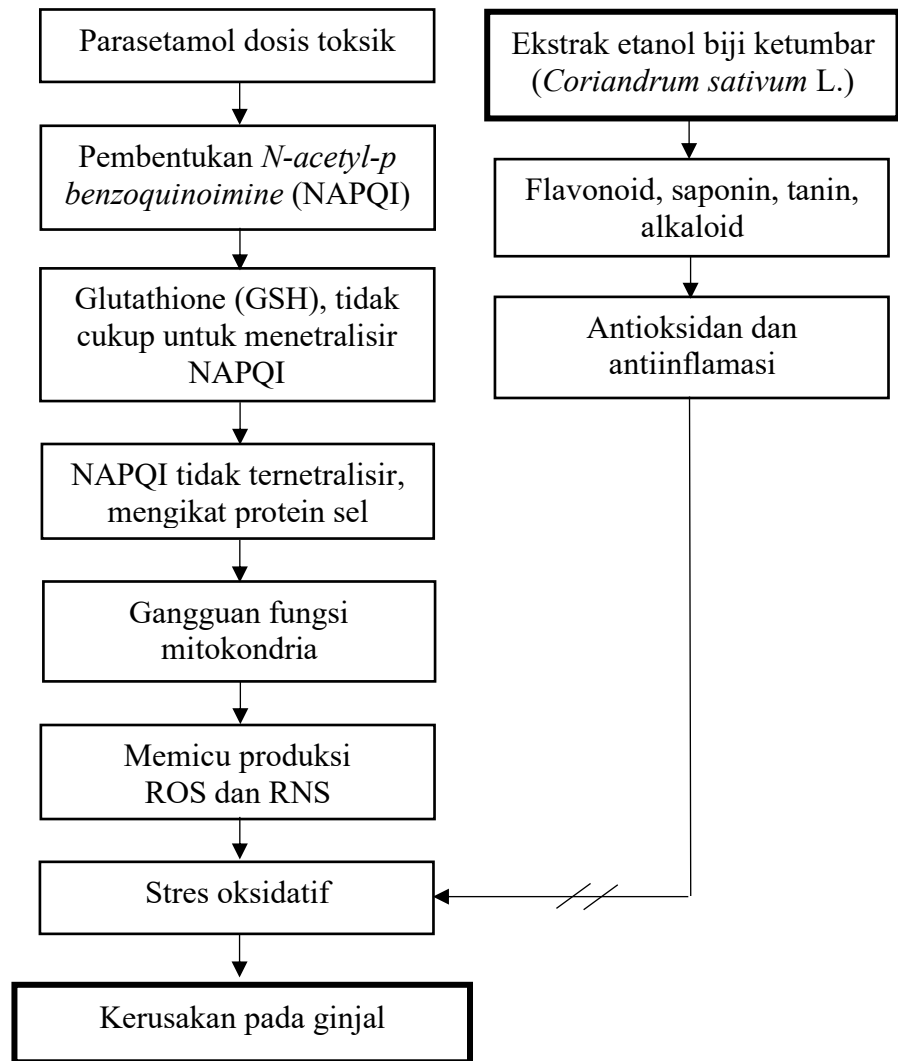 Parasetamol dosis toksik
Pembentukan N-acetyl-p
benzoquinoimine (NAPQI)
Glutathione (GSH), tidak
cukup untuk menetralisir
NAPQI
NAPQI tidak ternetralisir,
mengikat protein sel
Gangguan fungsi
mitokondria
Memicu produksi
ROS dan RNS
Stres oksidatif
Kerusakan pada ginjal
Ekstrak etanol biji ketumbar
(Coriandrum sativum L.)
Flavonoid, saponin, tanin,
alkaloid
Antioksidan dan
antiinflamasi